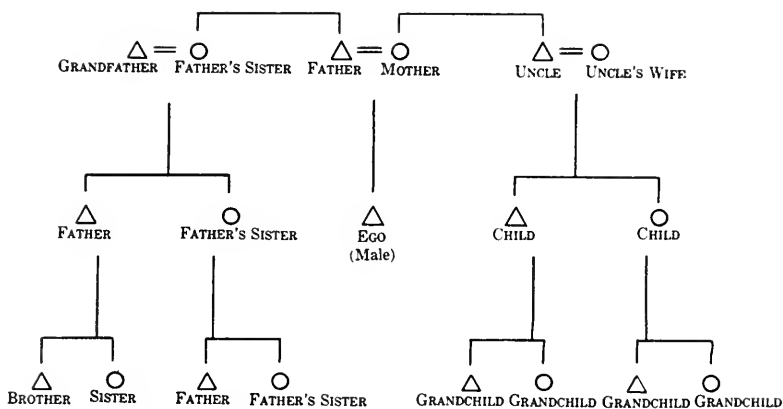 GRANDFATHER FATHER'S SISTER FATHER MOTHER UNCLE UNCLE'S WIFE
FATHER FATHER'S SISTER EGO CHILD CHILD
(Male)
BROTHER SISTER FATHER FATHER'S SISTER GRANDCHILD GRANDCHILD GRANDCHILD GRANDCHILD